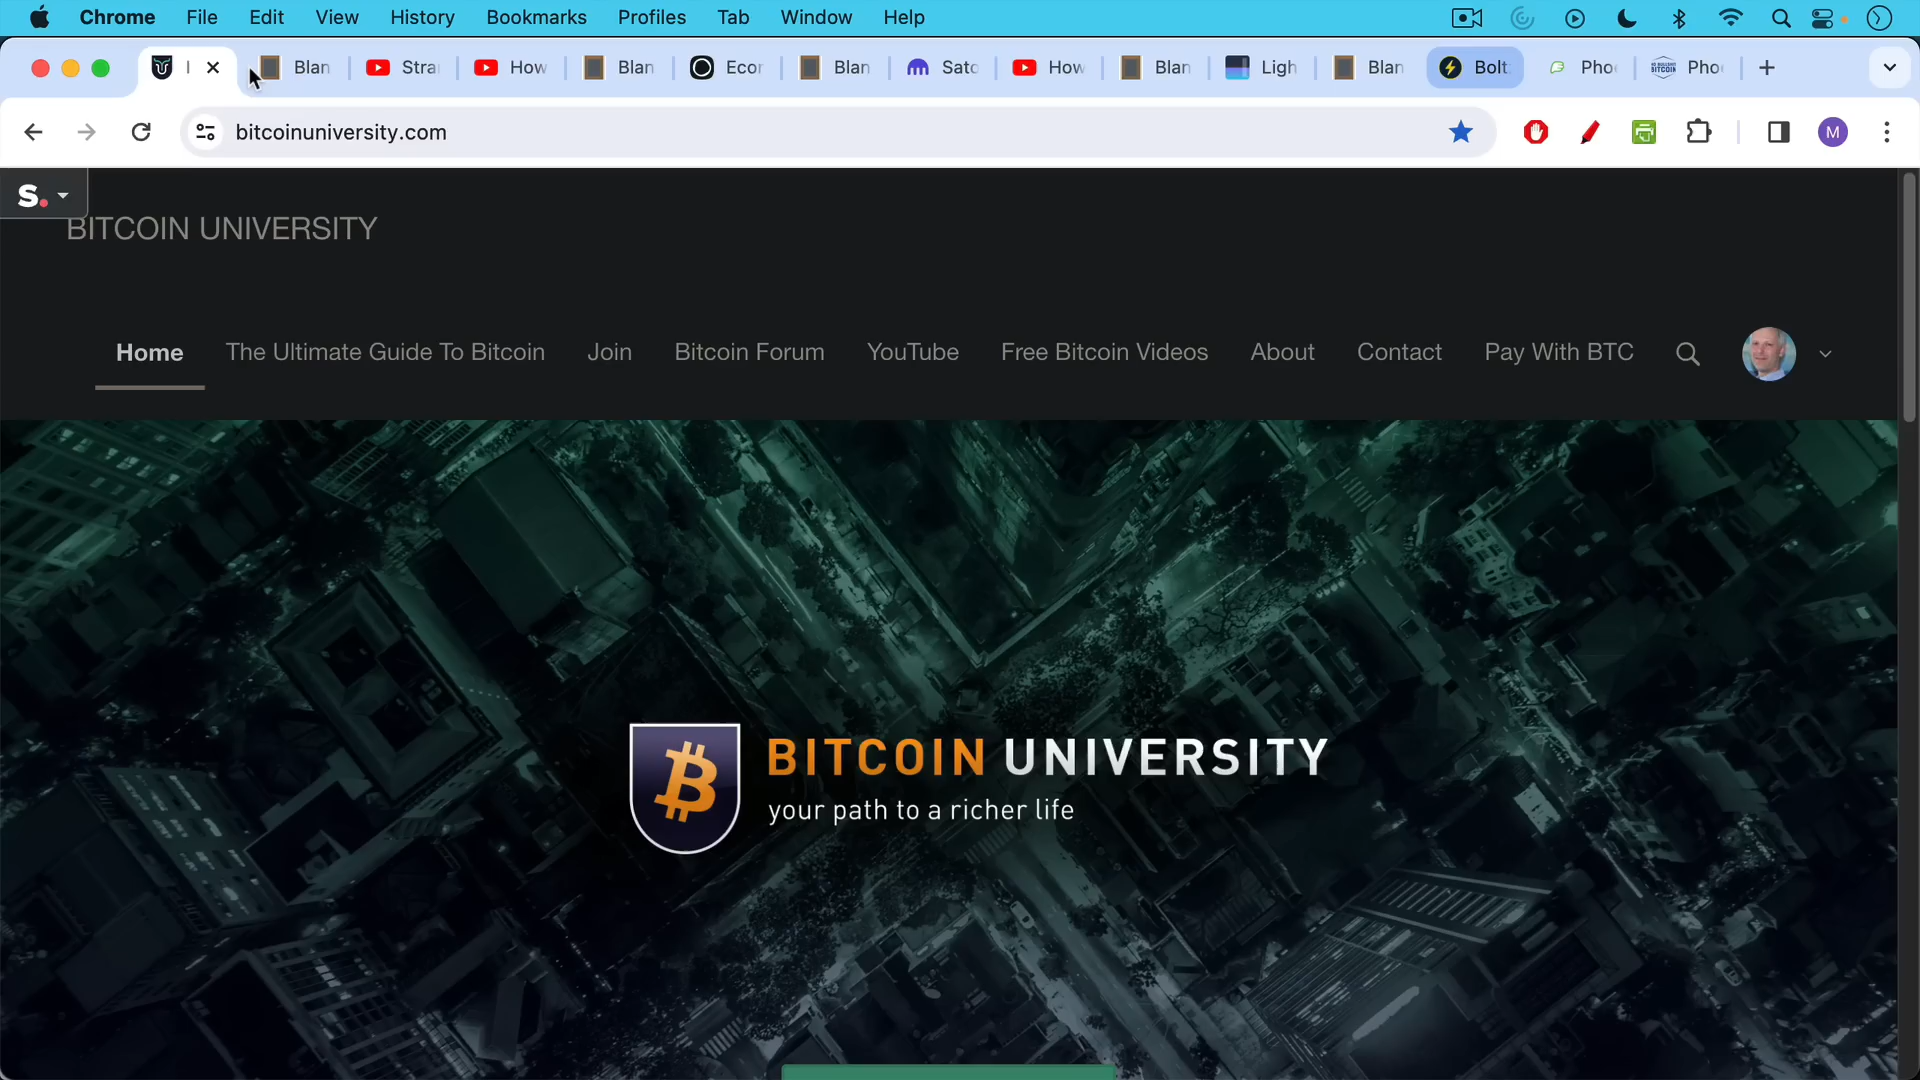 Chrome File Edit View History Bookmarks Profiles Tab Window Help
Blan Stra How Blan Ecor Blan Sato How Blan Ligh Blan Bolt Pho Pho
bitcoinuniversity.com
M
S.
BITCOIN UNIVERSITY
Home The Ultimate Guide To Bitcoin Join Bitcoin Forum YouTube Free Bitcoin Videos About Contact Pay With BTC
BITCOIN UNIVERSITY
your path to a richer life